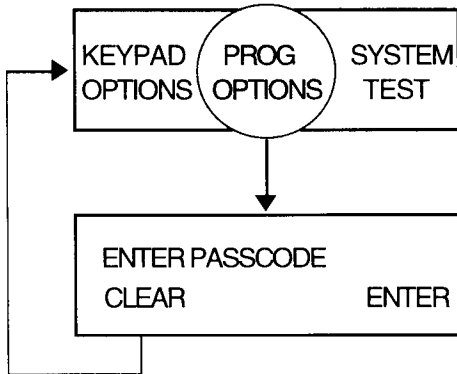 KEYPAD PROG SYSTEM
OPTIONS OPTIONS TEST
ENTER PASSCODE
CLEAR ENTER